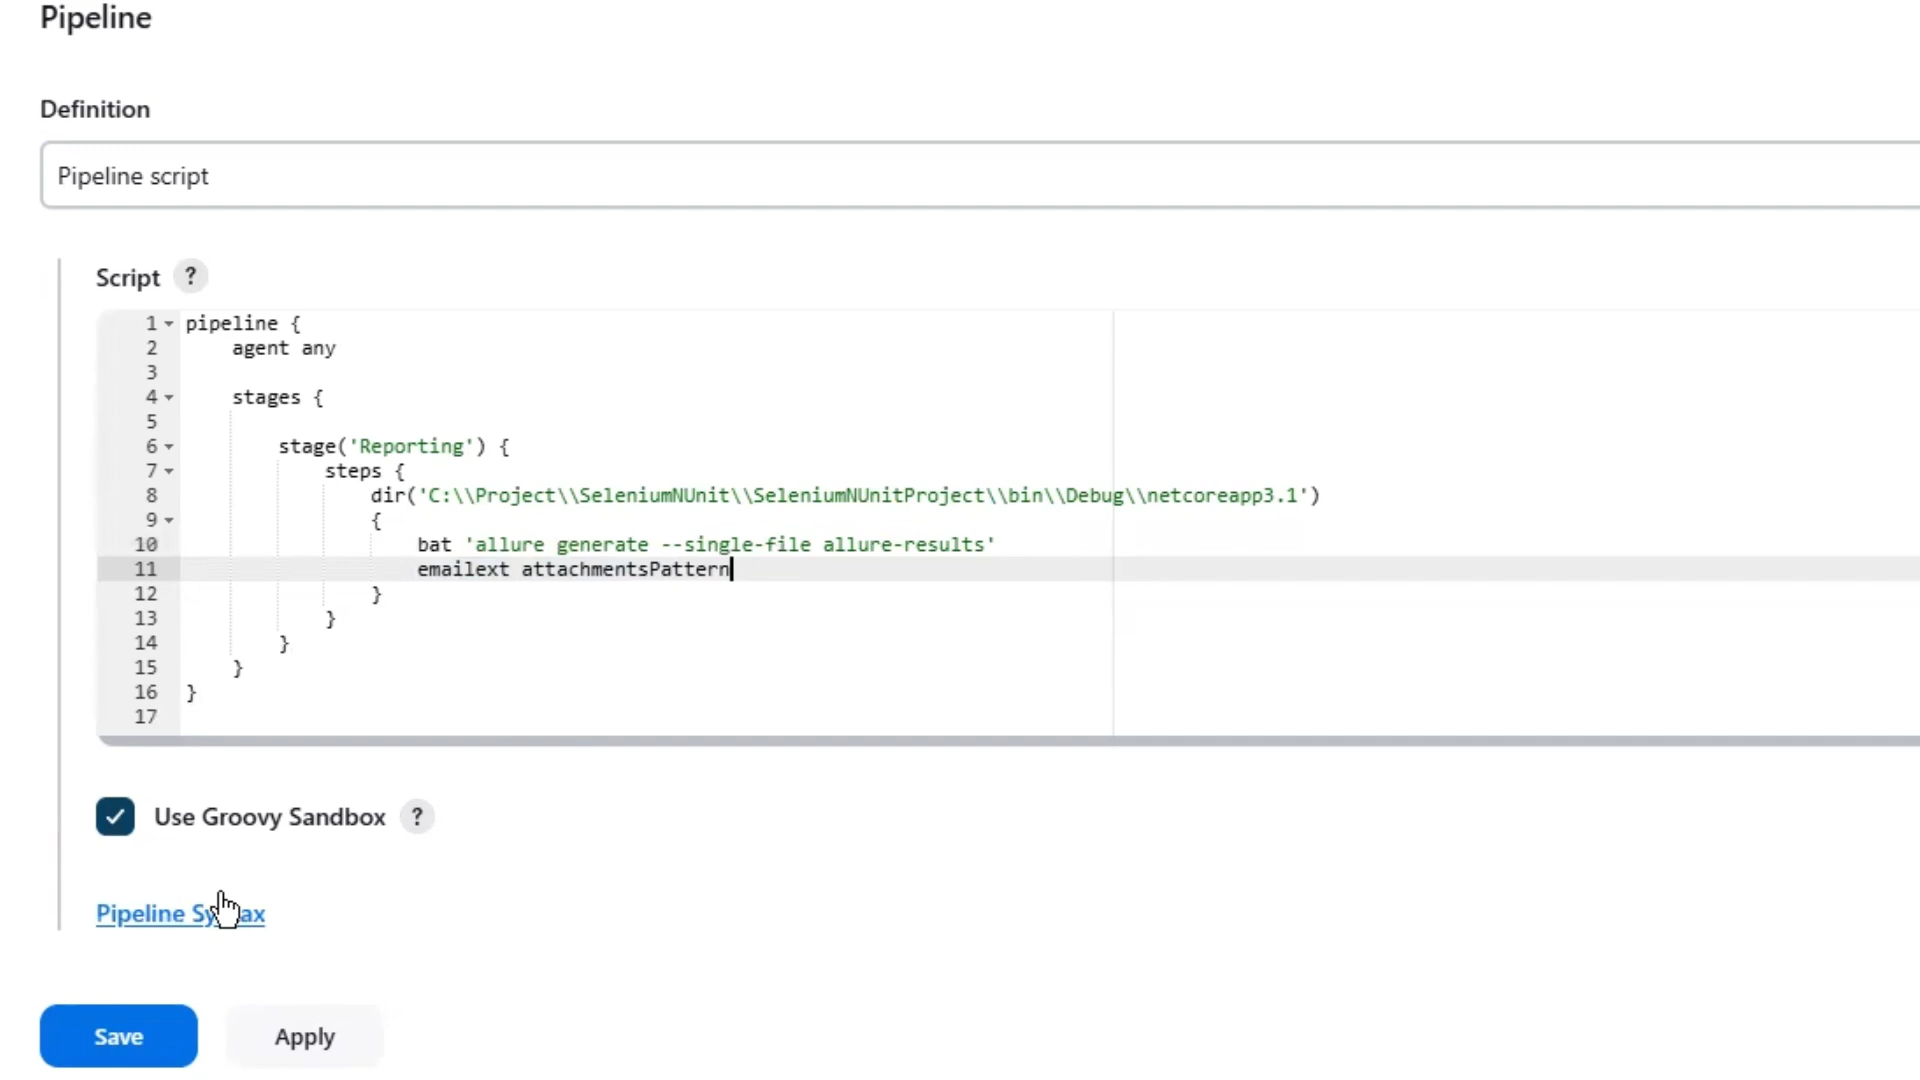 Pipeline
Definition
Pipeline script
Script ?
1 pipeline {
2 agent any
3
4 stages {
5
6 stage('Reporting') {
7 steps {
8 dir('C:\\Project\\SeleniumNUnit\\SeleniumNUnitProject\\bin\\Debug\\netcoreapp3.1')
9 {
10 bat 'allure generate --single-file allure-results'
11 emailext attachmentsPattern
12 }
13 }
14 }
15 }
16 }
17
Use Groovy Sandbox ?
Pipeline Syntax
Save Apply